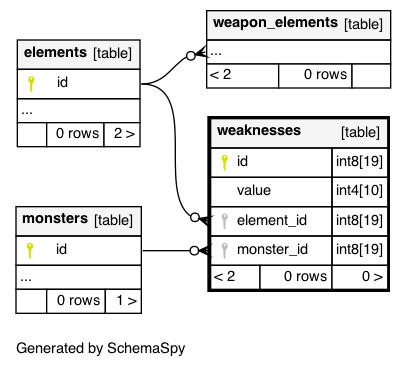 elements [table]
id
...
0 rows 2 >
weapon_elements [table]
...
< 2 0 rows
weaknesses [table]
id int8[19]
value int4[10]
element_id int8[19]
monster_id int8[19]
< 2 0 rows 0 >
monsters [table]
id
...
0 rows 1 >
Generated by SchemaSpy